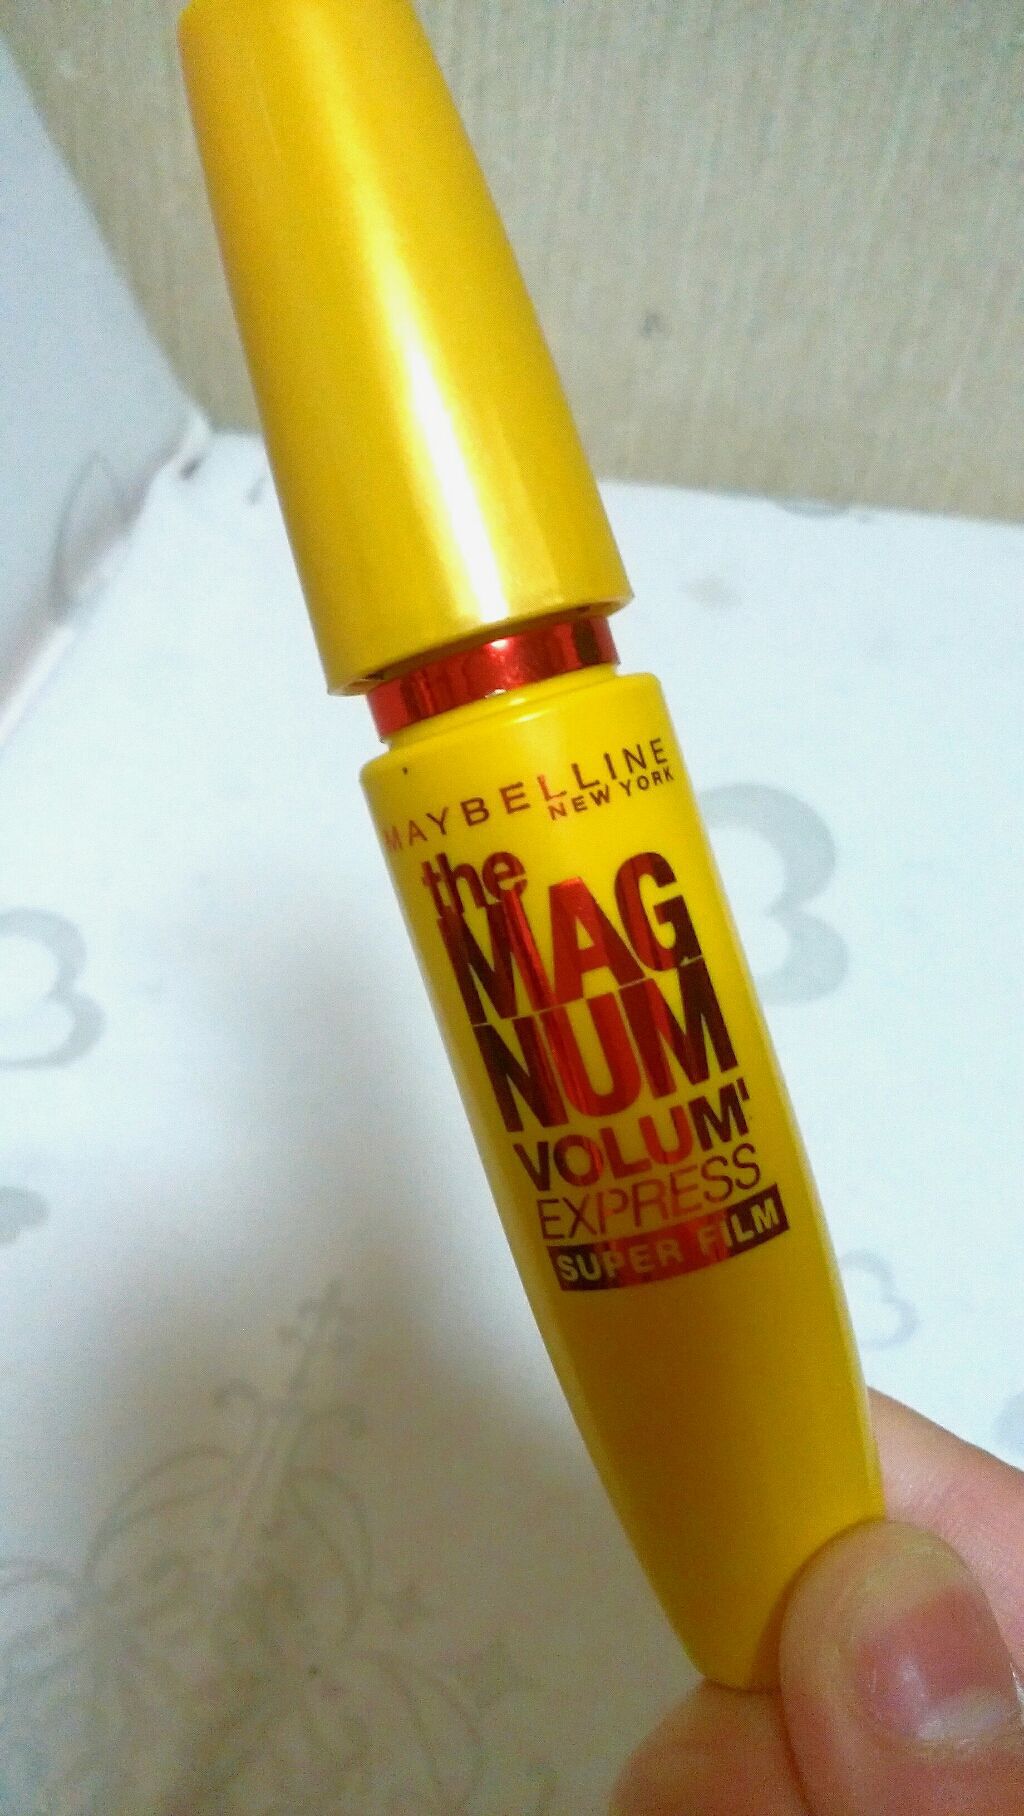 MAYBELLINE
NEW YORK
the
MAG
NUM
VOLUM'
EXPRESS
SUPER FILM